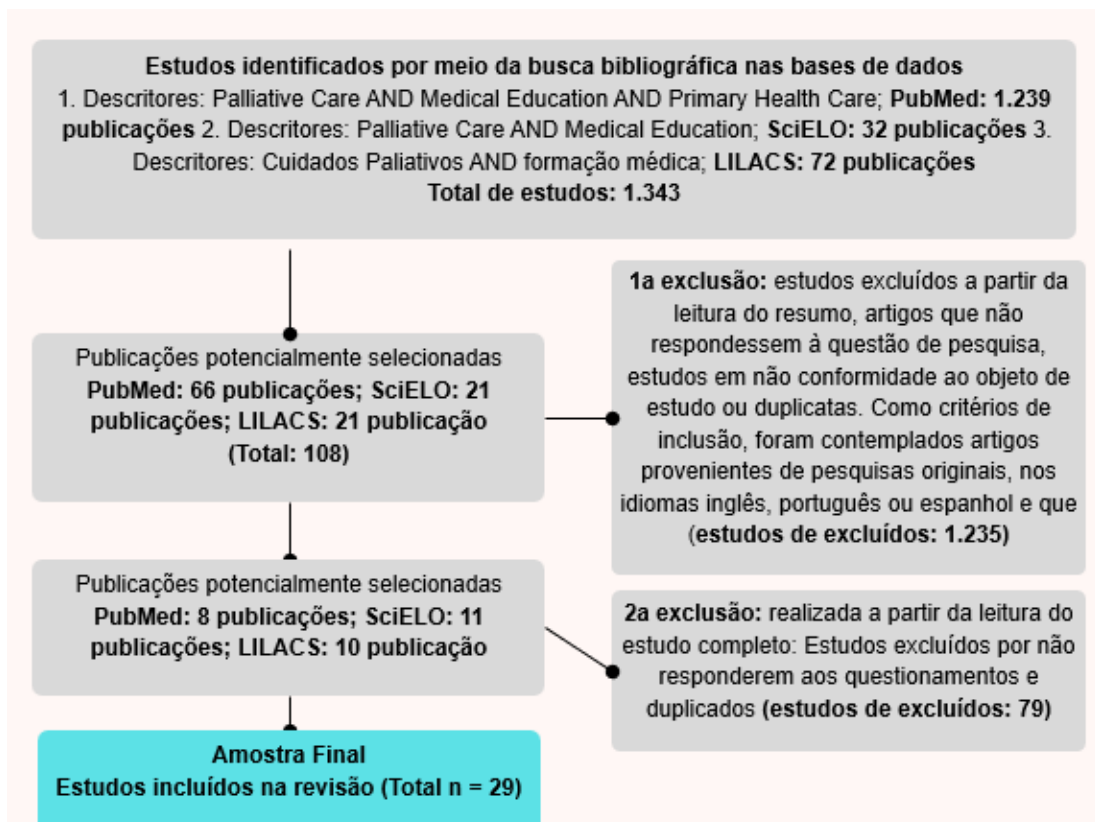 Estudos identificados por meio da busca bibliográfica nas bases de dados
1. Descritores: Palliative Care AND Medical Education AND Primary Health Care; PubMed: 1.239
publicações 2. Descritores: Palliative Care AND Medical Education; SciELO: 32 publicações 3.
Descritores: Cuidados Paliativos AND formação médica; LILACS: 72 publicações
Total de estudos: 1.343
1a exclusão: estudos excluídos a partir da
leitura do resumo, artigos que não
respondessem à questão de pesquisa,
estudos em não conformidade ao objeto de
estudo ou duplicatas. Como critérios de
inclusão, foram contemplados artigos
provenientes de pesquisas originais, nos
idiomas inglês, português ou espanhol e que
(estudos de excluídos: 1.235)
Publicações potencialmente selecionadas
PubMed: 66 publicações; SciELO: 21
publicações; LILACS: 21 publicação
(Total: 108)
Publicações potencialmente selecionadas
PubMed: 8 publicações; SciELO: 11
publicações; LILACS: 10 publicação
2a exclusão: realizada a partir da leitura do
estudo completo: Estudos excluídos por não
responderem aos questionamentos e
duplicados (estudos de excluídos: 79)
Amostra Final
Estudos incluídos na revisão (Total n = 29)